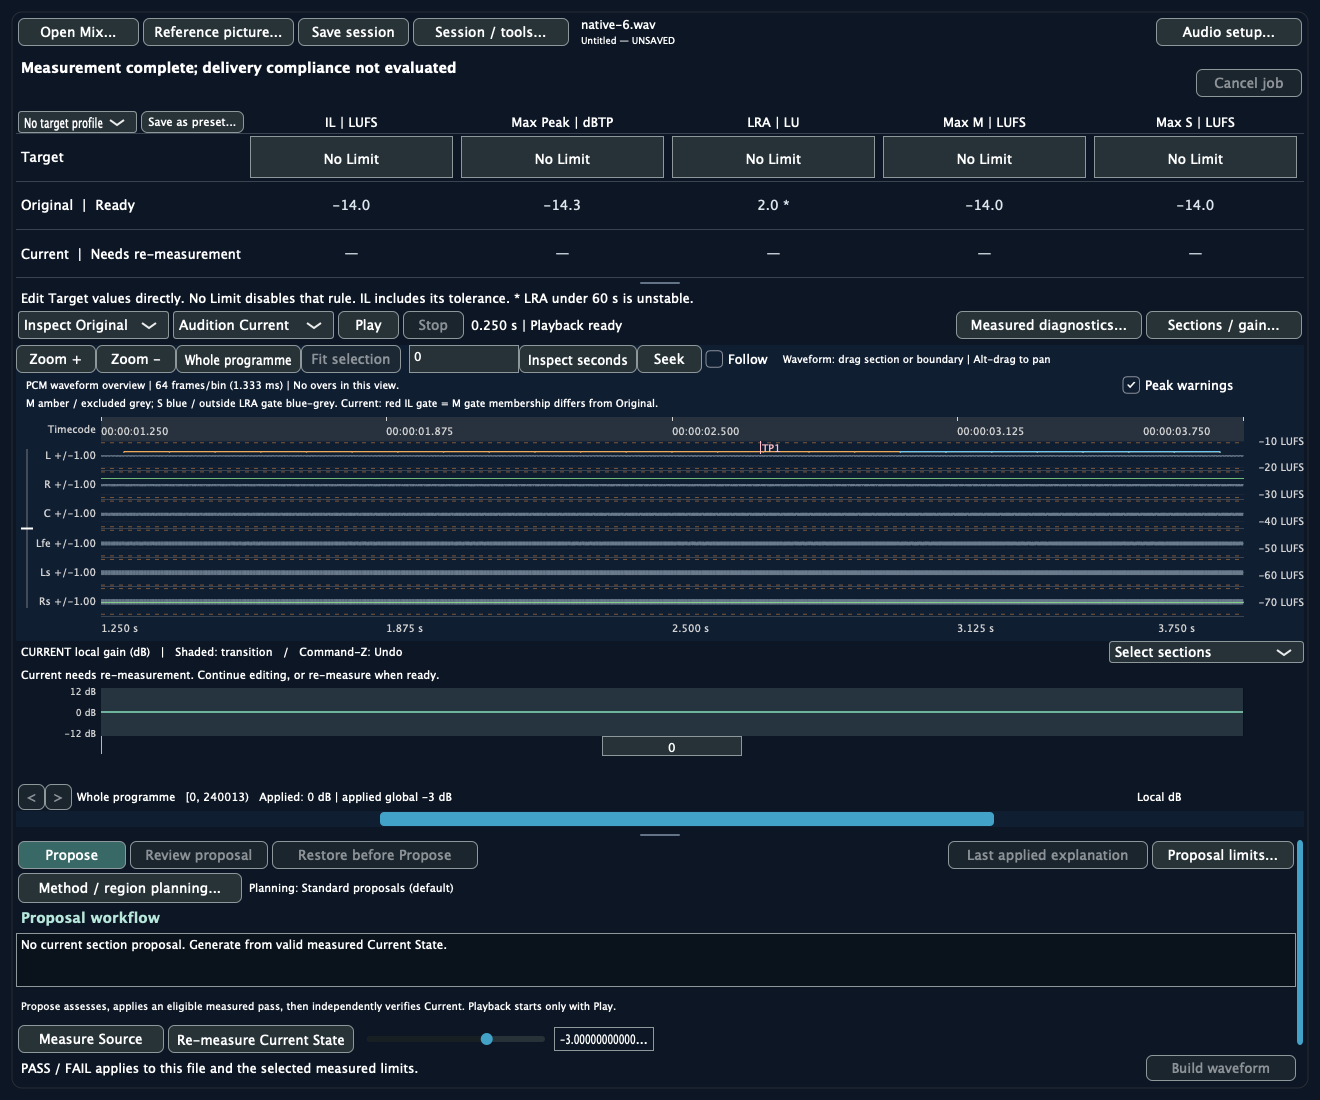 Open Mix... Reference picture... Save session Session / tools... native-6.wav Audio setup...
Untitled — UNSAVED
Measurement complete; delivery compliance not evaluated
Cancel job
No target profile Save as preset... IL | LUFS Max Peak | dBTP LRA | LU Max M | LUFS Max S | LUFS
Target No Limit No Limit No Limit No Limit No Limit
Original | Ready -14.0 -14.3 2.0 * -14.0 -14.0
Current | Needs re-measurement — — — — —
Edit Target values directly. No Limit disables that rule. IL includes its tolerance. * LRA under 60 s is unstable.
Inspect Original Audition Current Play Stop 0.250 s | Playback ready Measured diagnostics... Sections / gain...
Zoom + Zoom − Whole programme Fit selection 0 Inspect seconds Seek Follow Waveform: drag section or boundary | Alt-drag to pan
PCM waveform overview | 64 frames/bin (1.333 ms) | No overs in this view. Peak warnings
M amber / excluded grey; S blue / outside LRA gate blue-grey. Current: red IL gate = M gate membership differs from Original.
Timecode 00:00:01.250 00:00:01.875 00:00:02.500 00:00:03.125 00:00:03.750
-10 LUFS
TP1
L +/-1.00
-20 LUFS
R +/-1.00
-30 LUFS
C +/-1.00
-40 LUFS
Lfe +/-1.00
-50 LUFS
Ls +/-1.00
-60 LUFS
Rs +/-1.00 -70 LUFS
1.250 s 1.875 s 2.500 s 3.125 s 3.750 s
CURRENT local gain (dB) | Shaded: transition / Command-Z: Undo Select sections
Current needs re-measurement. Continue editing, or re-measure when ready.
12 dB
0 dB
-12 dB
0
< > Whole programme [0, 240013) Applied: 0 dB | applied global -3 dB Local dB
Propose Review proposal Restore before Propose Last applied explanation Proposal limits...
Method / region planning... Planning: Standard proposals (default)
Proposal workflow
No current section proposal. Generate from valid measured Current State.
Propose assesses, applies an eligible measured pass, then independently verifies Current. Playback starts only with Play.
Measure Source Re-measure Current State -3.0000000000...
PASS / FAIL applies to this file and the selected measured limits. Build waveform